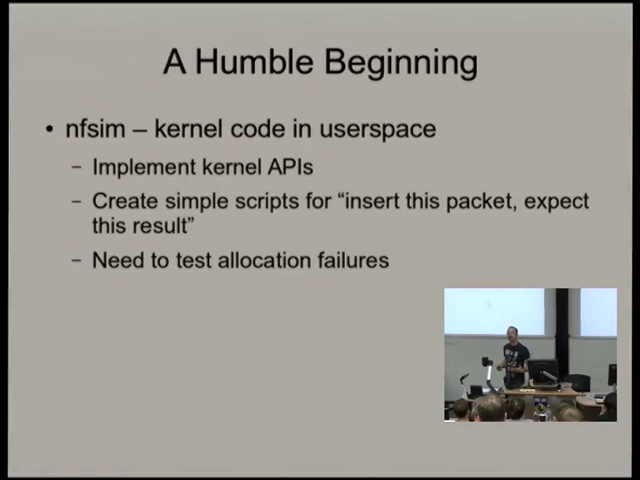 A Humble Beginning
• nfsim – kernel code in userspace
– Implement kernel APIs
– Create simple scripts for “insert this packet, expect
this result”
– Need to test allocation failures